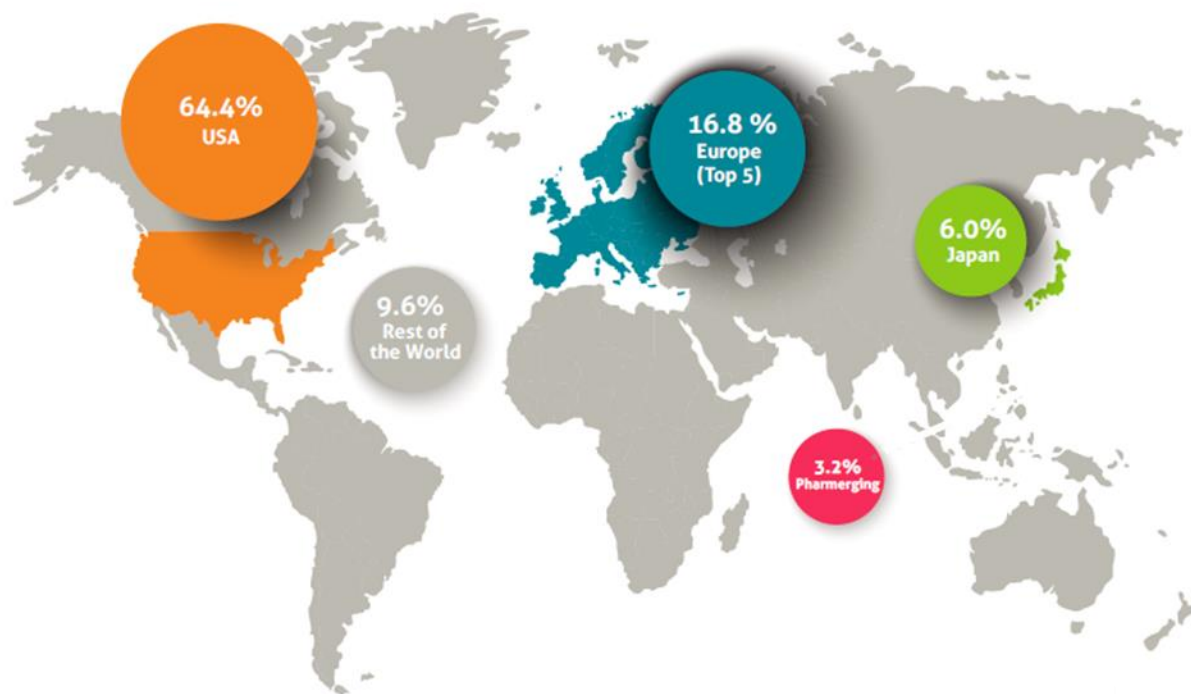 64.4%
USA
16.8 %
Europe
(Top 5)
6.0%
Japan
9.6%
Rest of
the World
3.2%
Pharmerging